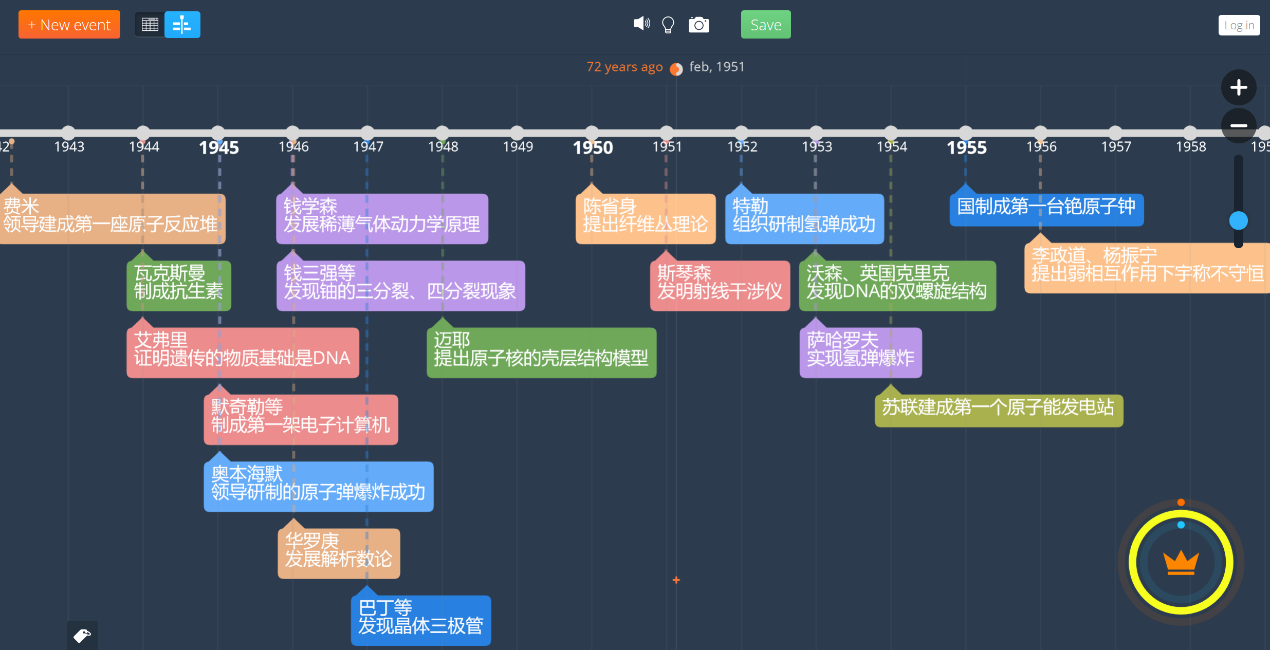 + New event
Save
Log in
72 years ago
feb, 1951
1943
1944
1945
1946
1947
1948
1949
1950
1951
1952
1953
1954
1955
1956
1957
1958
费米
领导建成第一座原子反应堆
钱学森
发展稀薄气体动力学原理
陈省身
提出纤维丛理论
特勒
组织研制氢弹成功
国制成第一台铯原子钟
李政道、杨振宁
提出弱相互作用下宇称不守恒
瓦克斯曼
制成抗生素
钱三强等
发现铀的三分裂、四分裂现象
斯琴森
发明射线干涉仪
沃森、英国克里克
发现DNA的双螺旋结构
艾弗里
证明遗传的物质基础是DNA
迈耶
提出原子核的壳层结构模型
萨哈罗夫
实现氢弹爆炸
默奇勒等
制成第一架电子计算机
苏联建成第一个原子能发电站
奥本海默
领导研制的原子弹爆炸成功
华罗庚
发展解析数论
巴丁等
发现晶体三极管